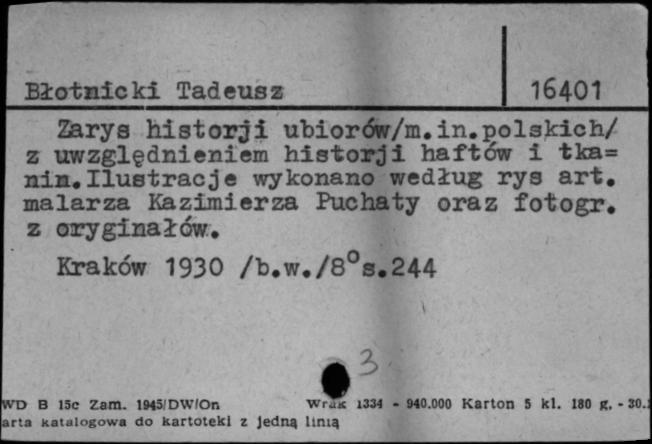 Błotnicki Tadeusz
16401
Zarys historji ubiorów/m.in.polskich/
z uwzględnieniem historji haftów i tka=
nin.Ilustracje wykonano według rys art.
malarza Kazimierza Puchaty oraz fotogr.
z oryginałów.
Kraków 1930 /b.w./8°s.244
3
WD B 15c Zam. 1945/DW/On Wrak 1334 - 940.000 Karton 5 kl. 180 g. - 30.
arta katalogowa do kartoteki z jedną linią